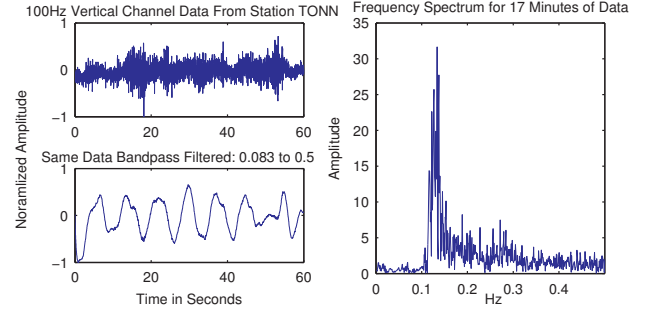 100Hz Vertical Channel Data From Station TONN
1
0
−1
0 20 40 60
Same Data Bandpass Filtered: 0.083 to 0.5
1
0
−1
0 20 40 60
Time in Seconds
Noramlized Amplitude
Frequency Spectrum for 17 Minutes of Data
35
30
25
20
15
10
5
0
0 0.1 0.2 0.3 0.4
Hz
Amplitude